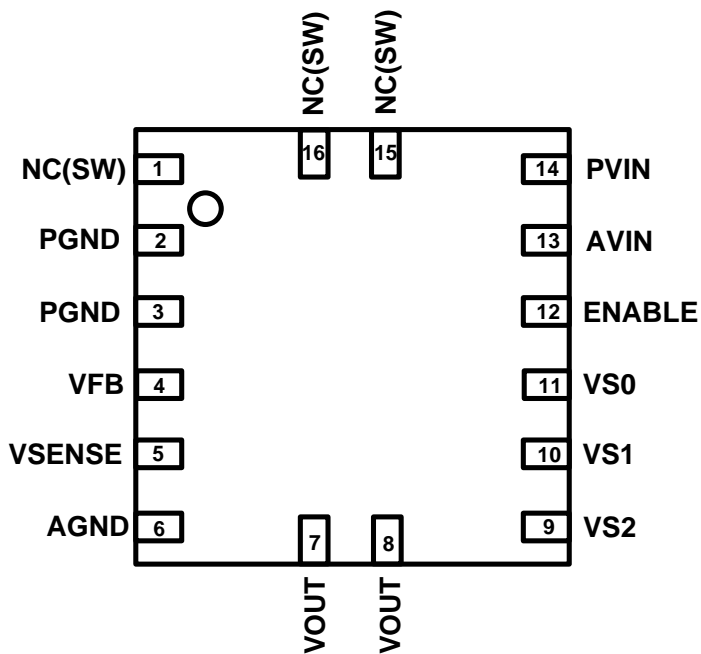 NC(SW)
NC(SW)
16
15
NC(SW)
1
14
PVIN
PGND
2
13
AVIN
PGND
3
12
ENABLE
VFB
4
11
VS0
VSENSE
5
10
VS1
AGND
6
9
VS2
7
8
VOUT
VOUT